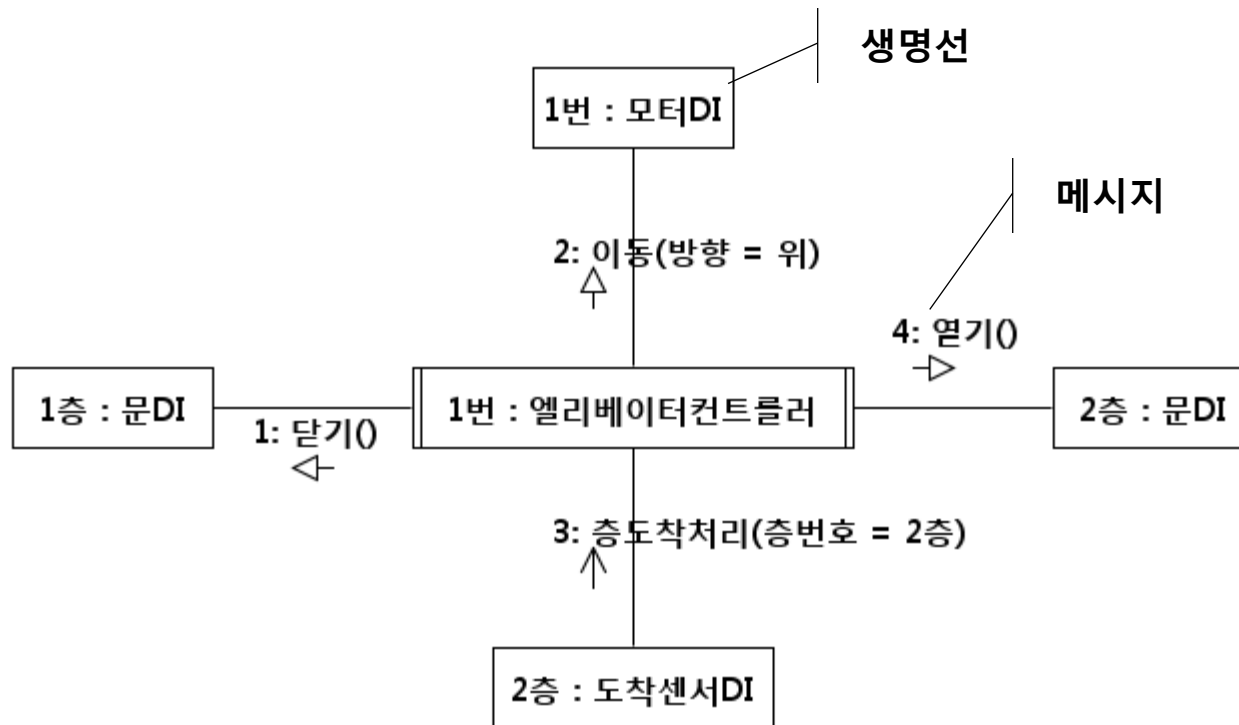 생명선
1번 : 모터DI
메시지
2: 이동(방향 = 위)
4: 열기()
1층 : 문DI
1번 : 엘리베이터컨트롤러
2층 : 문DI
1: 닫기()
3: 층도착처리(층번호 = 2층)
2층 : 도착센서DI